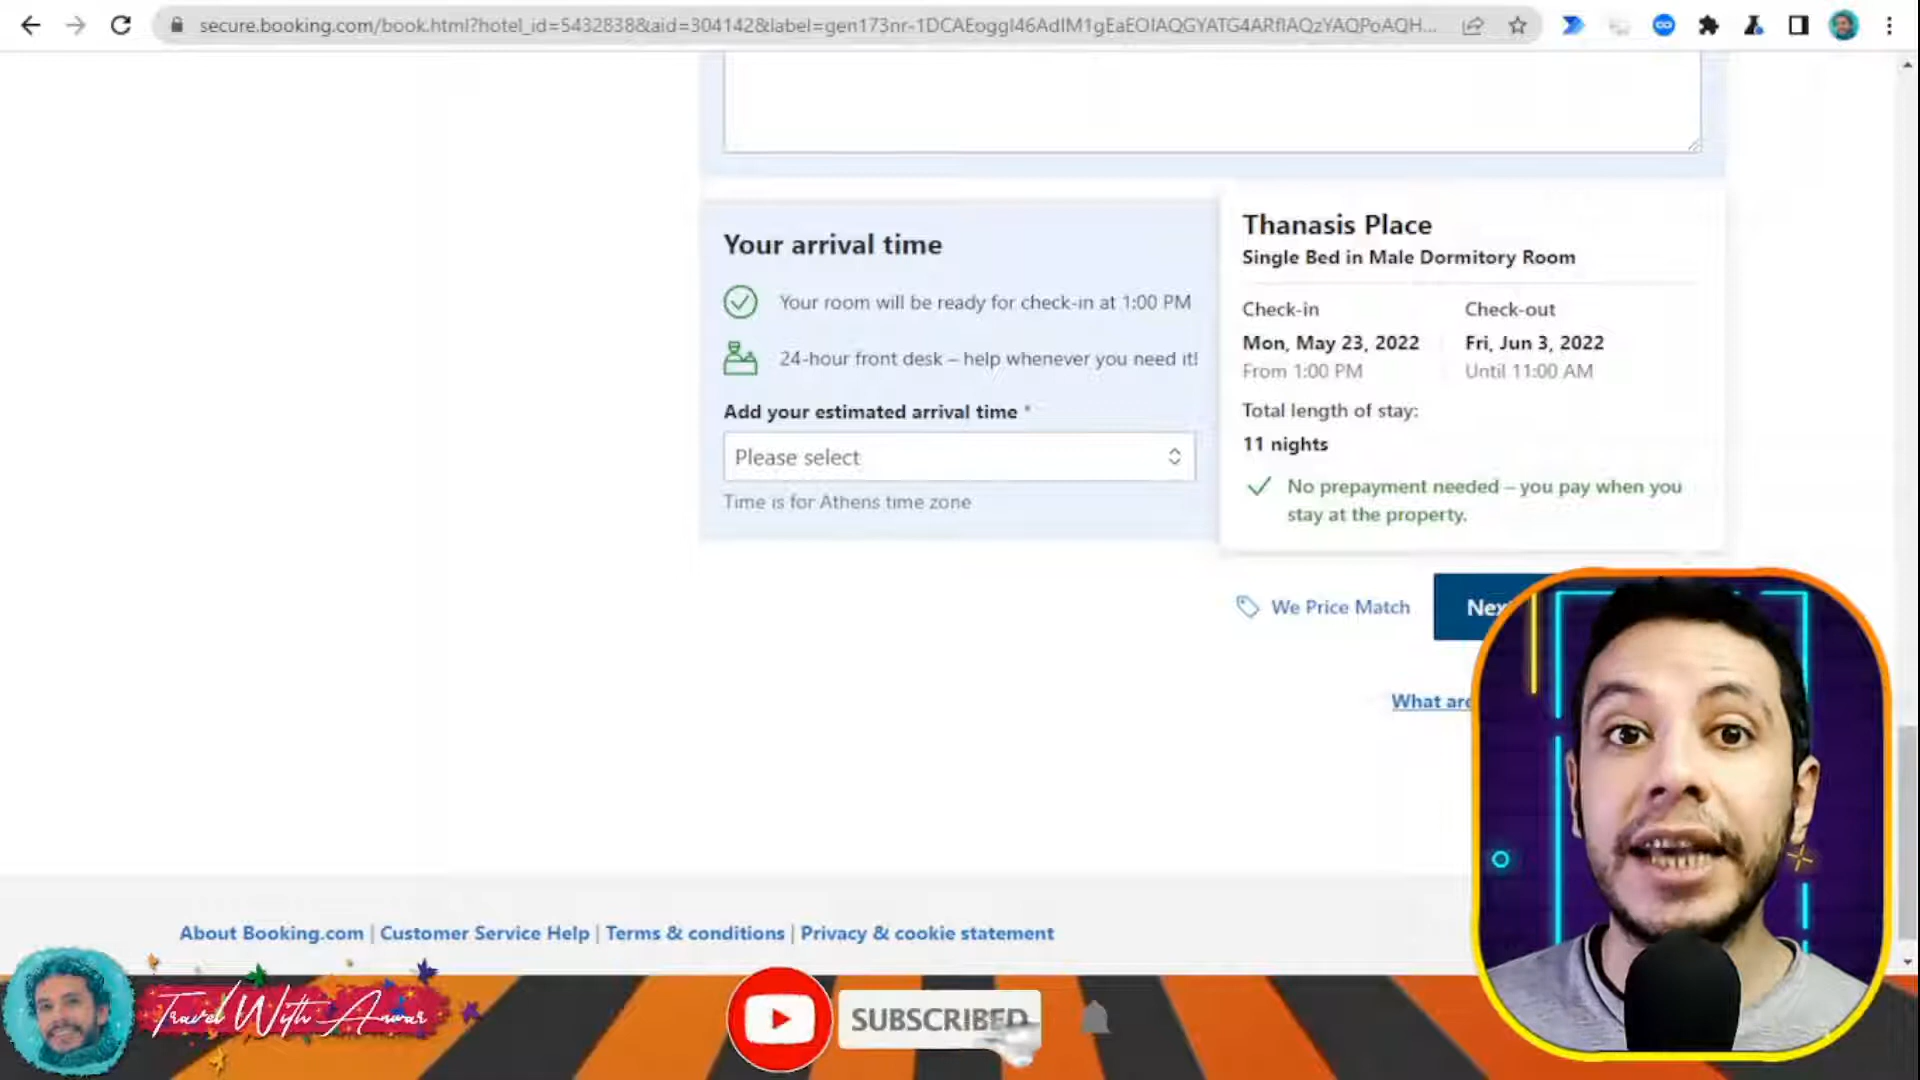 secure.booking.com/book.html?hotel_id=5432838&aid=304142&label=gen173nr-1DCAEoggI46AdIM1gEaEOIAQGYATG4ARfIAQzYAQPoAQH...
Your arrival time
Your room will be ready for check-in at 1:00 PM
24-hour front desk – help whenever you need it!
Add your estimated arrival time *
Please select
Time is for Athens time zone
Thanasis Place
Single Bed in Male Dormitory Room
Check-in
Check-out
Mon, May 23, 2022
Fri, Jun 3, 2022
From 1:00 PM
Until 11:00 AM
Total length of stay:
11 nights
No prepayment needed – you pay when you
stay at the property.
We Price Match
Nex
What are
About Booking.com | Customer Service Help | Terms & conditions | Privacy & cookie statement
Travel With Anwar
SUBSCRIBED